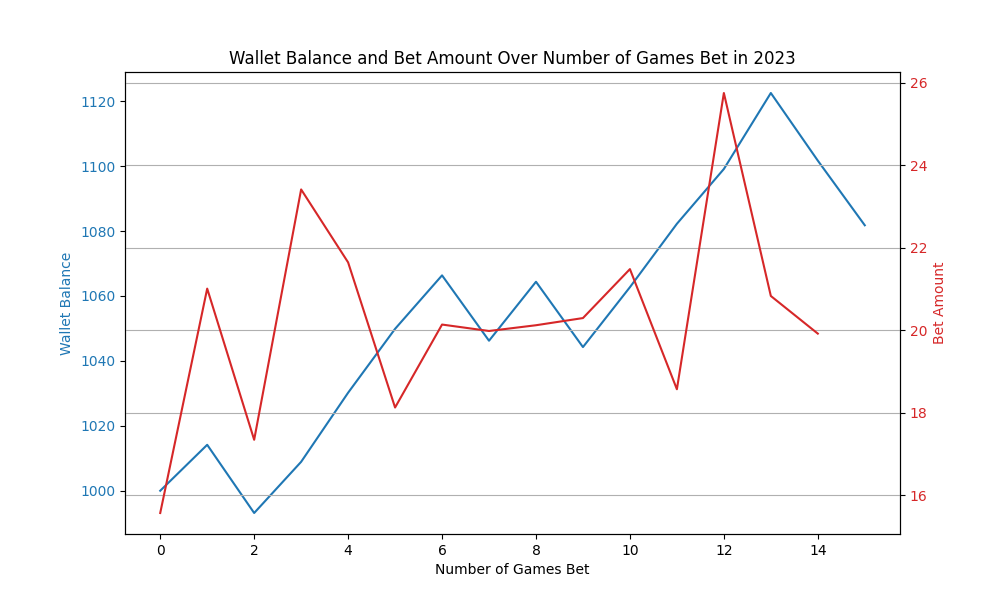 Wallet Balance and Bet Amount Over Number of Games Bet in 2023
Wallet Balance
1120
1100
1080
1060
1040
1020
1000
26
24
22
20
18
16
Bet Amount
0 2 4 6 8 10 12 14
Number of Games Bet